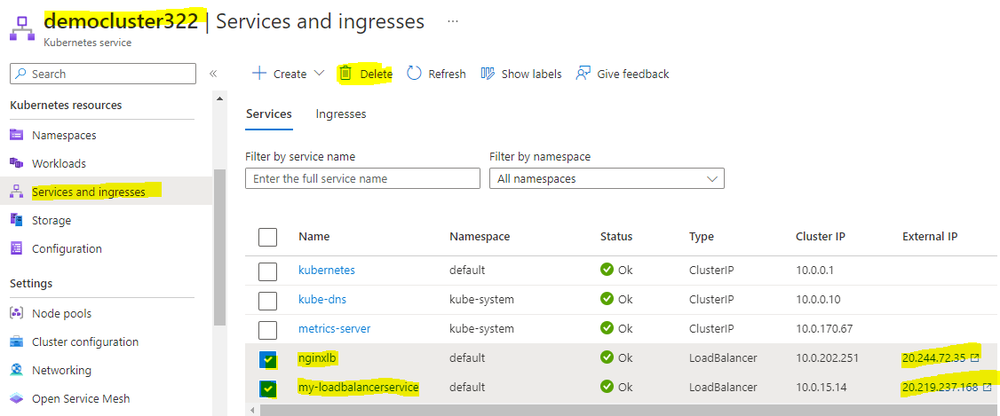 democluster322 | Services and ingresses ...
Kubernetes service
Search
«
Kubernetes resources
Namespaces
Workloads
Services and ingresses
Storage
Configuration
Settings
Node pools
Cluster configuration
Networking
Open Service Mesh
Create Delete Refresh Show labels Give feedback
Services Ingresses
Filter by service name Filter by namespace
Enter the full service name All namespaces
Name Namespace Status Type Cluster IP External IP
kubernetes default Ok ClusterIP 10.0.0.1
kube-dns kube-system Ok ClusterIP 10.0.0.10
metrics-server kube-system Ok ClusterIP 10.0.170.67
nginxlb default Ok LoadBalancer 10.0.202.251 20.244.72.35
my-loadbalancerservice default Ok LoadBalancer 10.0.15.14 20.219.237.168